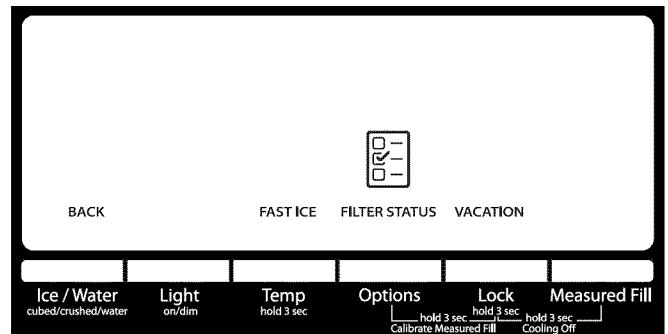 BACK FAST ICE FILTER STATUS VACATION
Ice / Water Light Temp Options Lock Measured Fill
cubed/crushed/water on/dim hold 3 sec hold 3 sec
hold 3 sec hold 3 sec
Calibrate Measured Fill Cooling Off